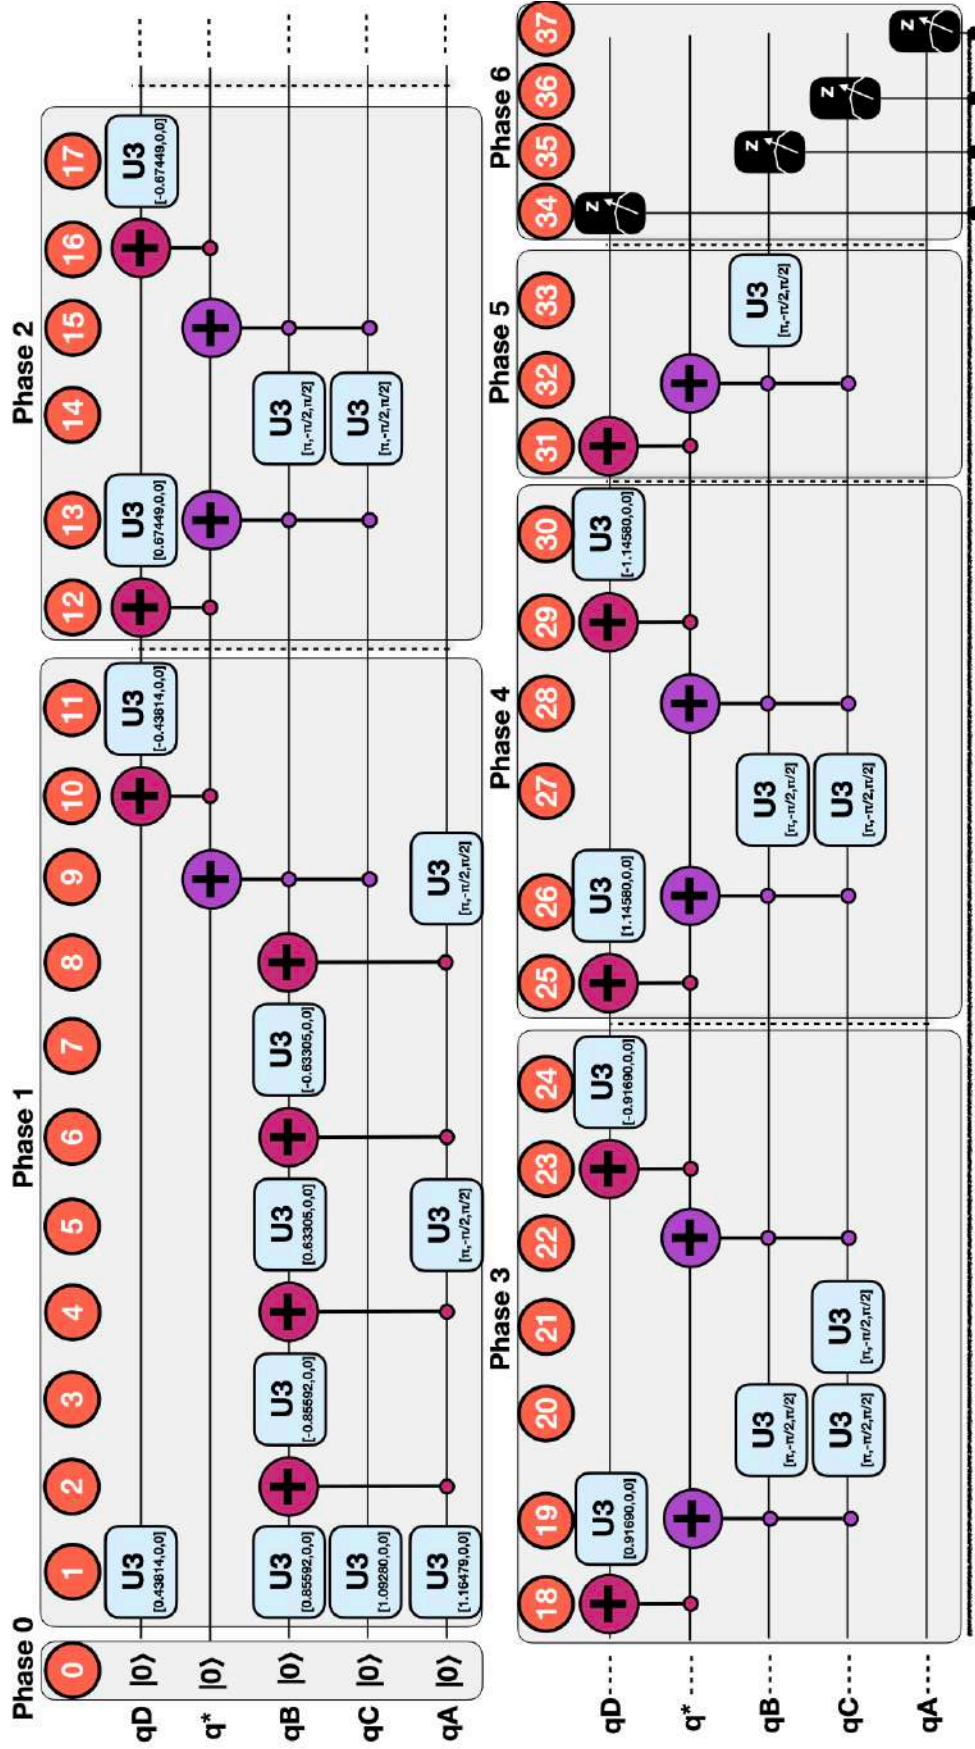 Phase 0
Phase 1
Phase 2
0
1
2
3
4
5
6
7
8
9
10
11
12
13
14
15
16
17
qD
|0⟩
U3
[0.43814,0,0]
U3
[-0.43814,0,0]
U3
[0.67449,0,0]
U3
[-0.67449,0,0]
q*
|0⟩
qB
|0⟩
U3
[0.85592,0,0]
U3
[-0.85592,0,0]
U3
[0.63305,0,0]
U3
[-0.63305,0,0]
U3
[π,-π/2,π/2]
qC
|0⟩
U3
[1.09280,0,0]
U3
[π,-π/2,π/2]
qA
|0⟩
U3
[1.16479,0,0]
U3
[π,-π/2,π/2]
U3
[π,-π/2,π/2]
Phase 3
Phase 4
Phase 5
Phase 6
18
19
20
21
22
23
24
25
26
27
28
29
30
31
32
33
34
35
36
37
qD
U3
[0.91690,0,0]
U3
[-0.91690,0,0]
U3
[1.14580,0,0]
U3
[-1.14580,0,0]
z
q*
qB
U3
[π,-π/2,π/2]
U3
[π,-π/2,π/2]
U3
[π,-π/2,π/2]
z
qC
U3
[π,-π/2,π/2]
U3
[π,-π/2,π/2]
U3
[π,-π/2,π/2]
z
qA
z